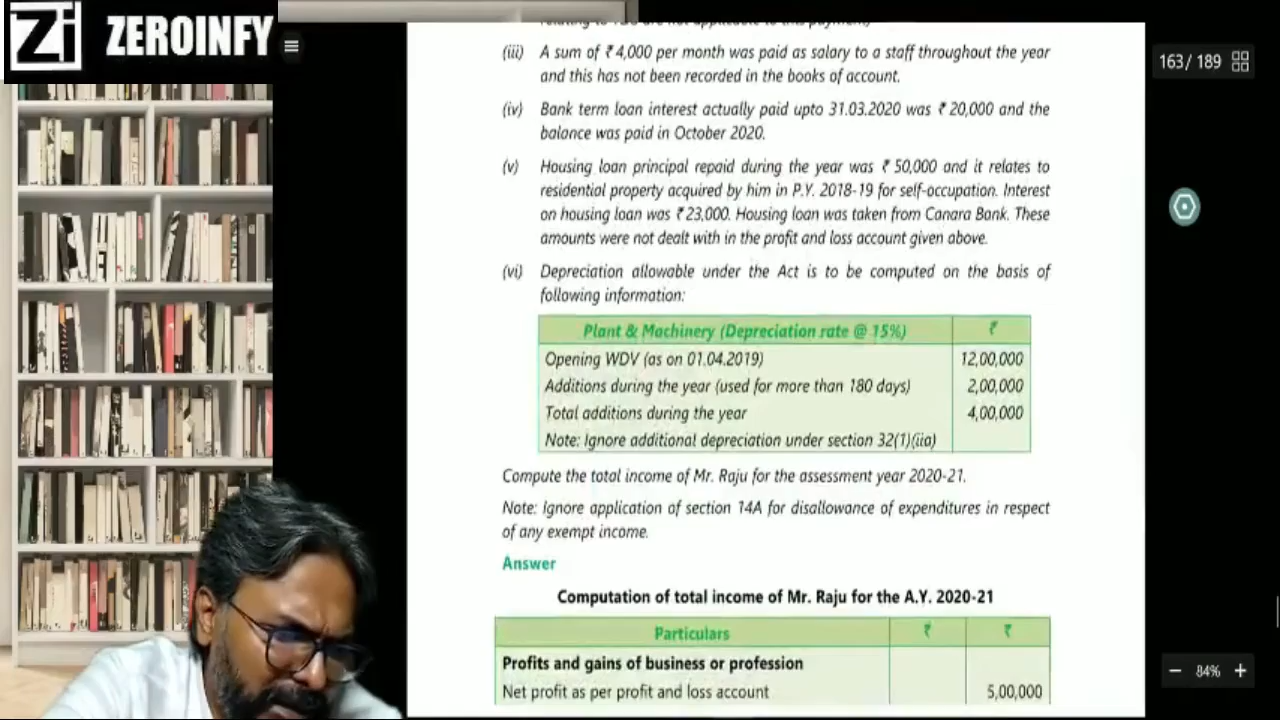 Zi ZEROINFY
163/ 189
(iii) A sum of ₹ 4,000 per month was paid as salary to a staff throughout the year
and this has not been recorded in the books of account.
(iv) Bank term loan interest actually paid upto 31.03.2020 was ₹ 20,000 and the
balance was paid in October 2020.
(v) Housing loan principal repaid during the year was ₹ 50,000 and it relates to
residential property acquired by him in P.Y. 2018-19 for self-occupation. Interest
on housing loan was ₹ 23,000. Housing loan was taken from Canara Bank. These
amounts were not dealt with in the profit and loss account given above.
(vi) Depreciation allowable under the Act is to be computed on the basis of
following information:
Plant & Machinery (Depreciation rate @ 15%) ₹
Opening WDV (as on 01.04.2019) 12,00,000
Additions during the year (used for more than 180 days) 2,00,000
Total additions during the year 4,00,000
Note: Ignore additional depreciation under section 32(1)(iia)
Compute the total income of Mr. Raju for the assessment year 2020-21.
Note: Ignore application of section 14A for disallowance of expenditures in respect
of any exempt income.
Answer
Computation of total income of Mr. Raju for the A.Y. 2020-21
Particulars ₹ ₹
Profits and gains of business or profession
Net profit as per profit and loss account 5,00,000
84%